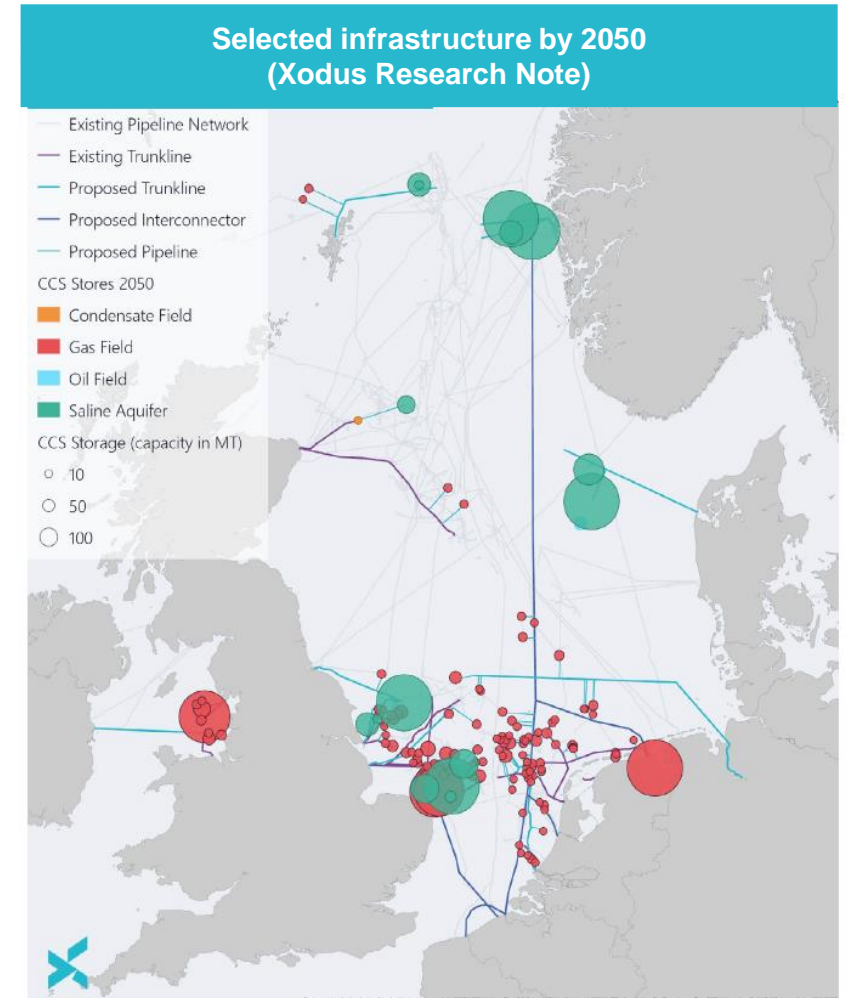 Selected infrastructure by 2050
(Xodus Research Note)
Existing Pipeline Network
Existing Trunkline
Proposed Trunkline
Proposed Interconnector
Proposed Pipeline
CCS Stores 2050
Condensate Field
Gas Field
Oil Field
Saline Aquifer
CCS Storage (capacity in MT)
10
50
100